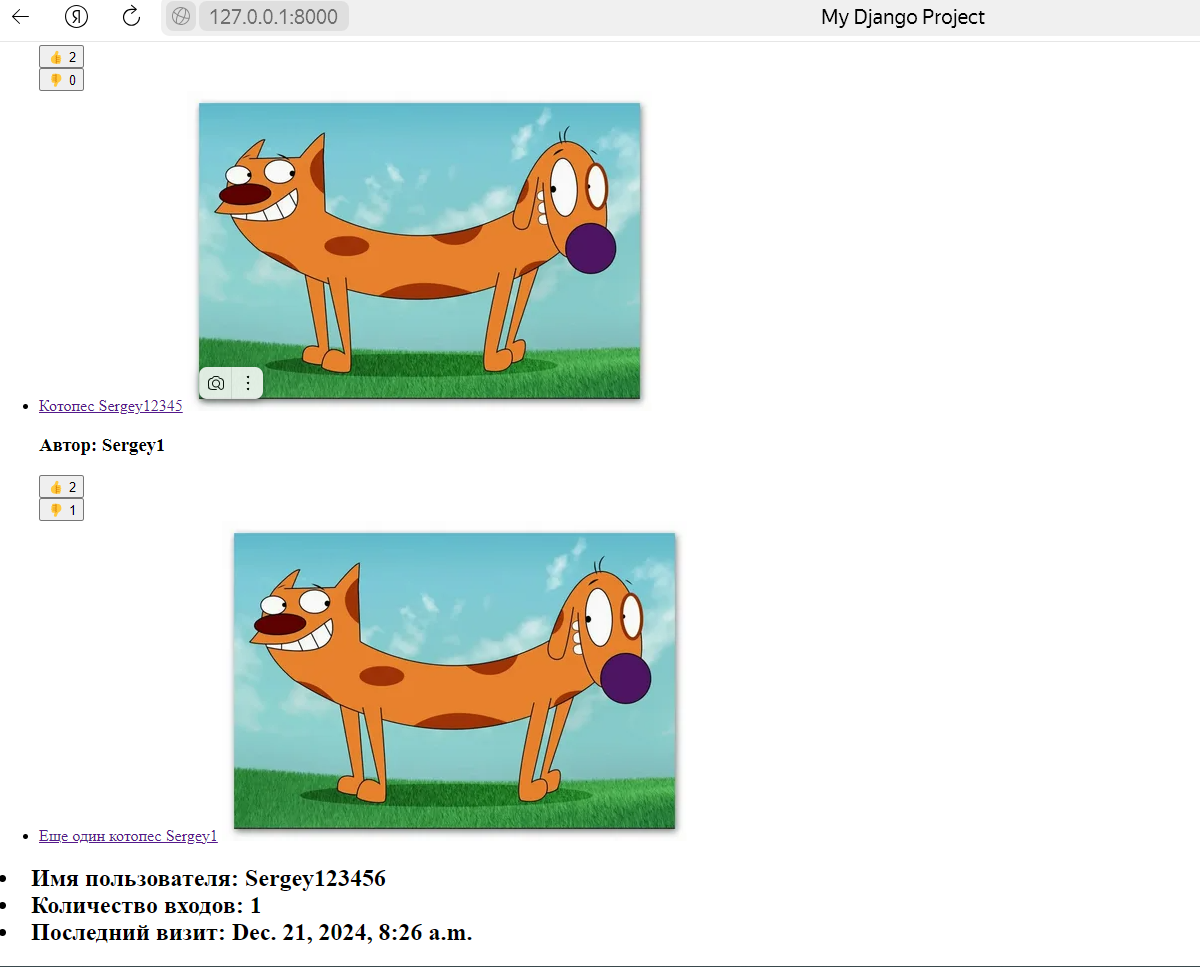 Я
127.0.0.1:8000
My Django Project
👍 2
👎 0
Котопес Sergey12345
Автор: Sergey1
👍 2
👎 1
Еще один котопес Sergey1
Имя пользователя: Sergey123456
Количество входов: 1
Последний визит: Dec. 21, 2024, 8:26 a.m.